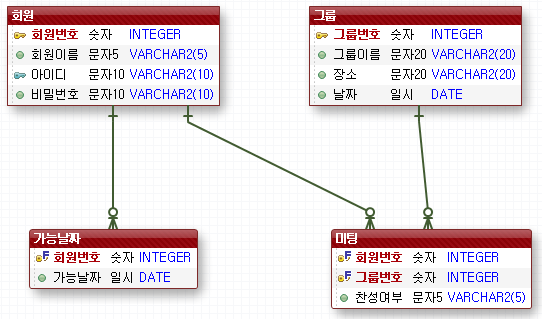 회원
회원번호 숫자 INTEGER
회원이름 문자5 VARCHAR2(5)
아이디 문자10 VARCHAR2(10)
비밀번호 문자10 VARCHAR2(10)
그룹
그룹번호 숫자 INTEGER
그룹이름 문자20 VARCHAR2(20)
장소 문자20 VARCHAR2(20)
날짜 일시 DATE
가능날짜
F 회원번호 숫자 INTEGER
가능날짜 일시 DATE
미팅
F 회원번호 숫자 INTEGER
F 그룹번호 숫자 INTEGER
찬성여부 문자5 VARCHAR2(5)